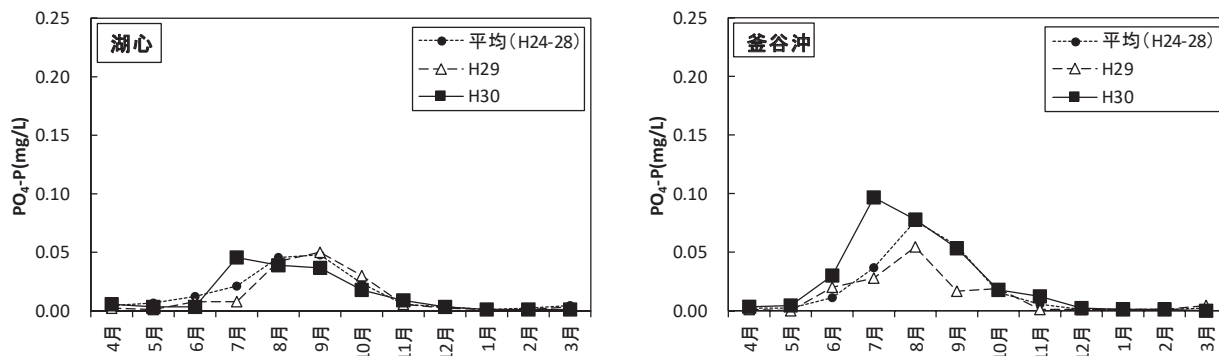 湖心
平均(H24-28)
H29
H30
PO₄-P(mg/L)
0.25
0.20
0.15
0.10
0.05
0.00
4月
5月
6月
7月
8月
9月
10月
11月
12月
1月
2月
3月
釜谷沖
平均(H24-28)
H29
H30
PO₄-P(mg/L)
0.25
0.20
0.15
0.10
0.05
0.00
4月
5月
6月
7月
8月
9月
10月
11月
12月
1月
2月
3月